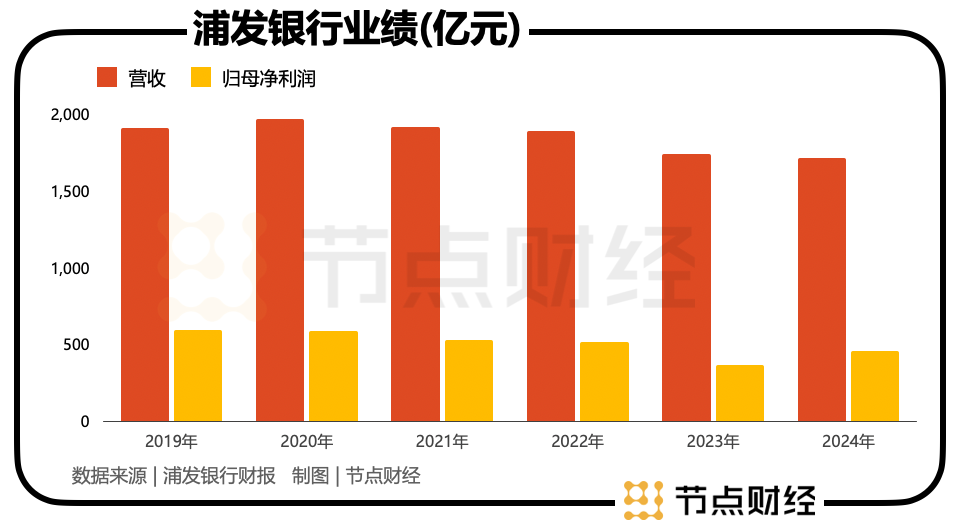 浦发银行业绩(亿元)
营收 归母净利润
2,000
1,500
1,000
500
0
节点财经
2019年 2020年 2021年 2022年 2023年 2024年
数据来源 | 浦发银行财报 制图 | 节点财经
节点财经